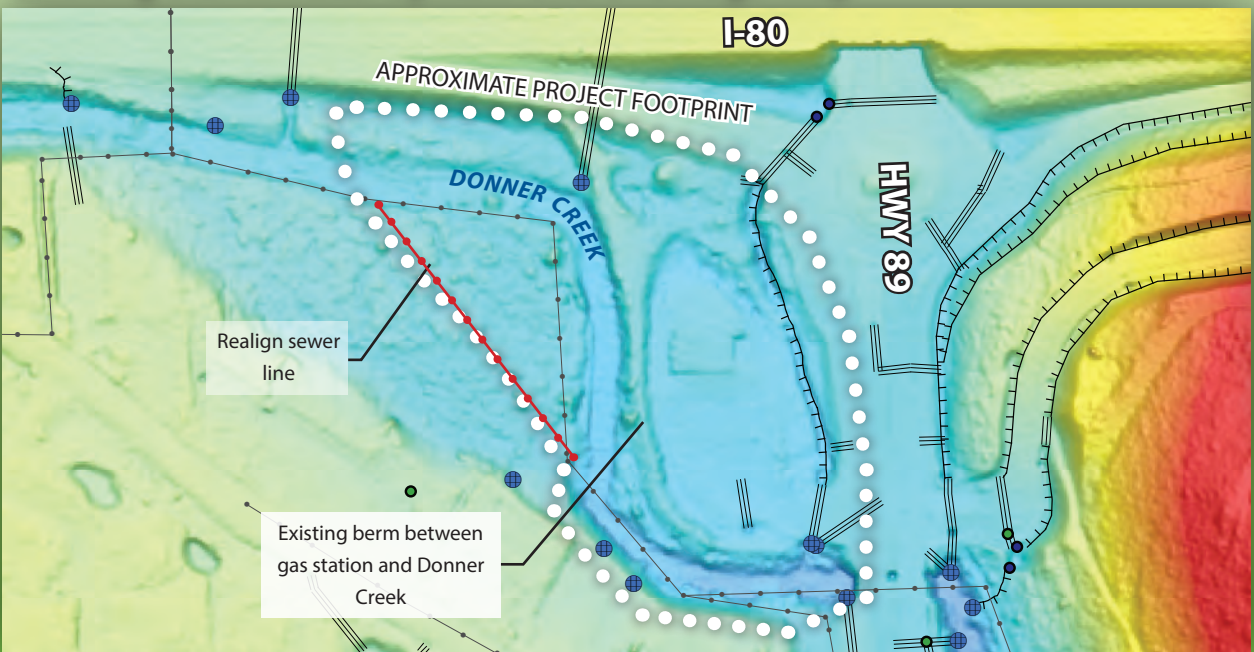 I-80
APPROXIMATE PROJECT FOOTPRINT
DONNER CREEK
HWY 89
Realign sewer
line
Existing berm between
gas station and Donner
Creek